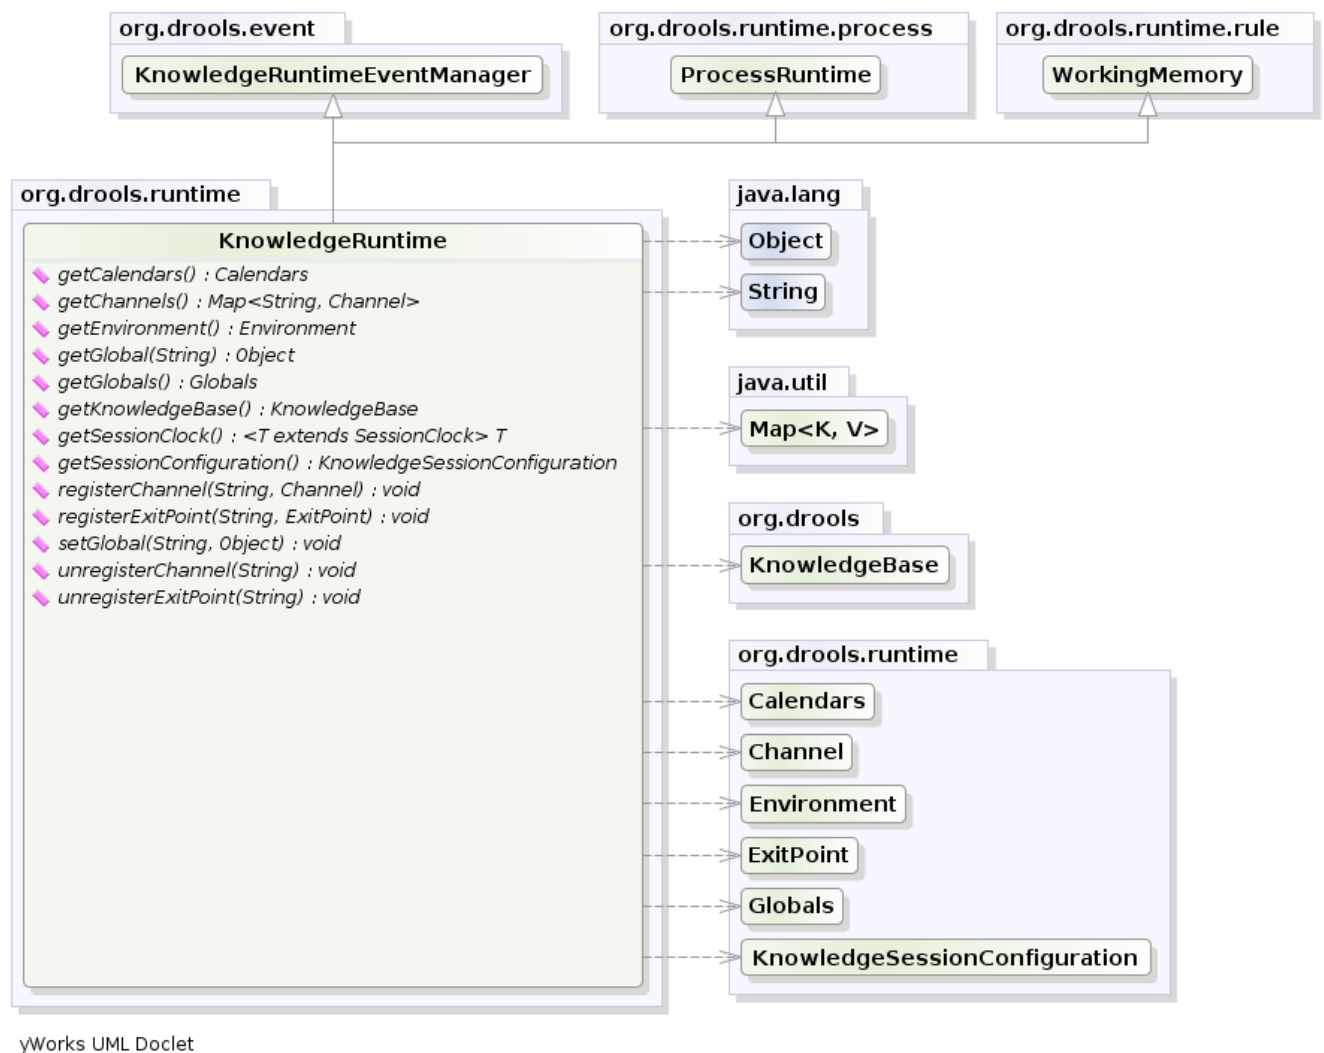 org.drools.event
KnowledgeRuntimeEventManager
org.drools.runtime.process
ProcessRuntime
org.drools.runtime.rule
WorkingMemory
org.drools.runtime
KnowledgeRuntime
getCalendars() : Calendars
getChannels() : Map<String, Channel>
getEnvironment() : Environment
getGlobal(String) : Object
getGlobals() : Globals
getKnowledgeBase() : KnowledgeBase
getSessionClock() : <T extends SessionClock> T
getSessionConfiguration() : KnowledgeSessionConfiguration
registerChannel(String, Channel) : void
registerExitPoint(String, ExitPoint) : void
setGlobal(String, Object) : void
unregisterChannel(String) : void
unregisterExitPoint(String) : void
java.lang
Object
String
java.util
Map<K, V>
org.drools
KnowledgeBase
org.drools.runtime
Calendars
Channel
Environment
ExitPoint
Globals
KnowledgeSessionConfiguration
yWorks UML Doclet